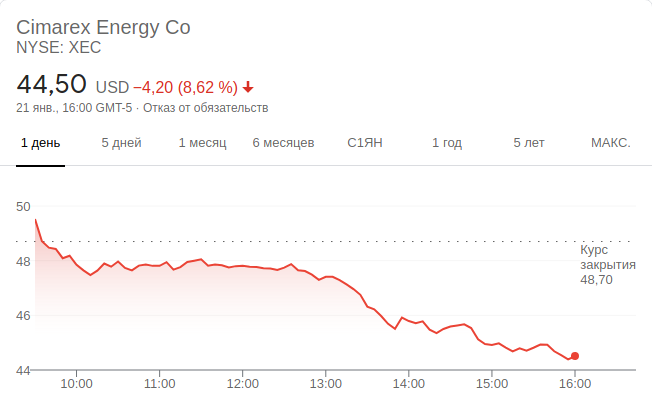 Cimarex Energy Co
NYSE: XEC
44,50 USD −4,20 (8,62 %)
21 янв., 16:00 GMT-5 · Отказ от обязательств
1 день 5 дней 1 месяц 6 месяцев С1ЯН 1 год 5 лет МАКС.
50
Курс
закрытия
48,70
48
46
44
10:00 11:00 12:00 13:00 14:00 15:00 16:00